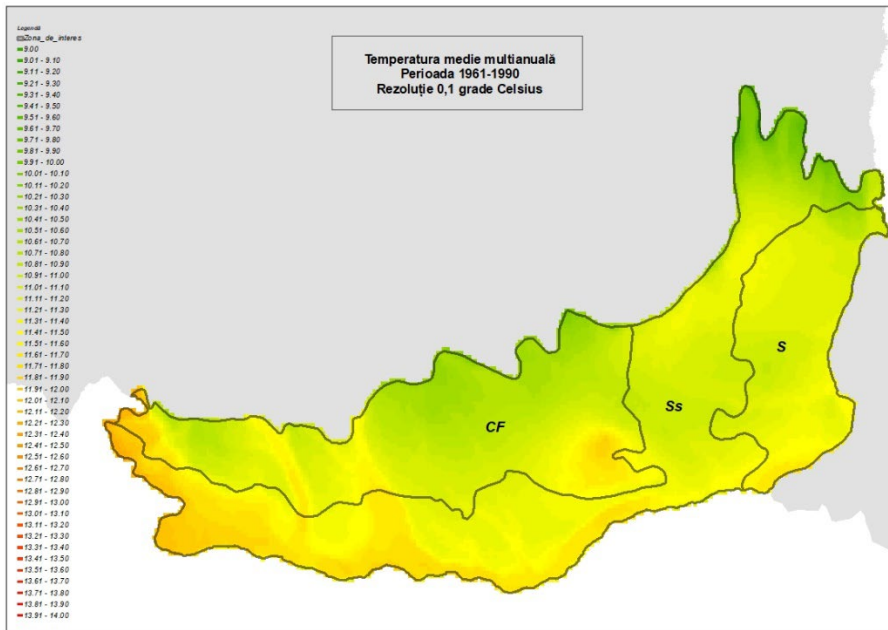 Legendă
Zona_de_interes
9.00
9.01 - 9.10
9.11 - 9.20
9.21 - 9.30
9.31 - 9.40
9.41 - 9.50
9.51 - 9.60
9.61 - 9.70
9.71 - 9.80
9.81 - 9.90
9.91 - 10.00
10.01 - 10.10
10.11 - 10.20
10.21 - 10.30
10.31 - 10.40
10.41 - 10.50
10.51 - 10.60
10.61 - 10.70
10.71 - 10.80
10.81 - 10.90
10.91 - 11.00
11.01 - 11.10
11.11 - 11.20
11.21 - 11.30
11.31 - 11.40
11.41 - 11.50
11.51 - 11.60
11.61 - 11.70
11.71 - 11.80
11.81 - 11.90
11.91 - 12.00
12.01 - 12.10
12.11 - 12.20
12.21 - 12.30
12.31 - 12.40
12.41 - 12.50
12.51 - 12.60
12.61 - 12.70
12.71 - 12.80
12.81 - 12.90
12.91 - 13.00
13.01 - 13.10
13.11 - 13.20
13.21 - 13.30
13.31 - 13.40
13.41 - 13.50
13.51 - 13.60
13.61 - 13.70
13.71 - 13.80
13.81 - 13.90
13.91 - 14.00
Temperatura medie multianuală
Perioada 1961-1990
Rezoluție 0,1 grade Celsius
S
Ss
CF